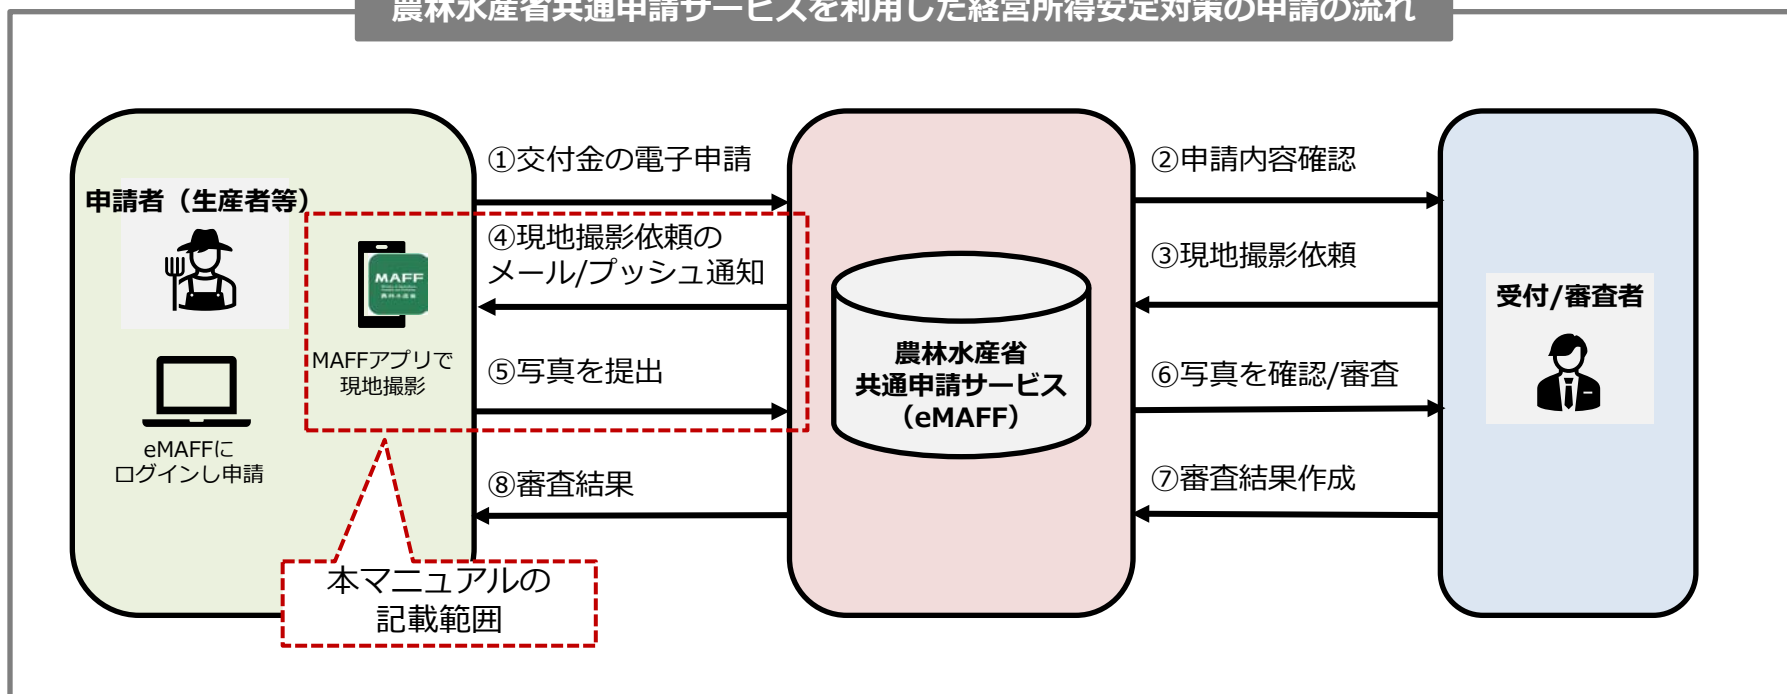 農林水産省共通申請サービスを利用した経営所得安定対策の申請の流れ
申請者（生産者等）
MAFF
農林水産省
MAFFアプリで
現地撮影
eMAFFに
ログインし申請
①交付金の電子申請
④現地撮影依頼の
メール/プッシュ通知
⑤写真を提出
⑧審査結果
本マニュアルの
記載範囲
農林水産省
共通申請サービス
（eMAFF）
②申請内容確認
③現地撮影依頼
⑥写真を確認/審査
⑦審査結果作成
受付/審査者